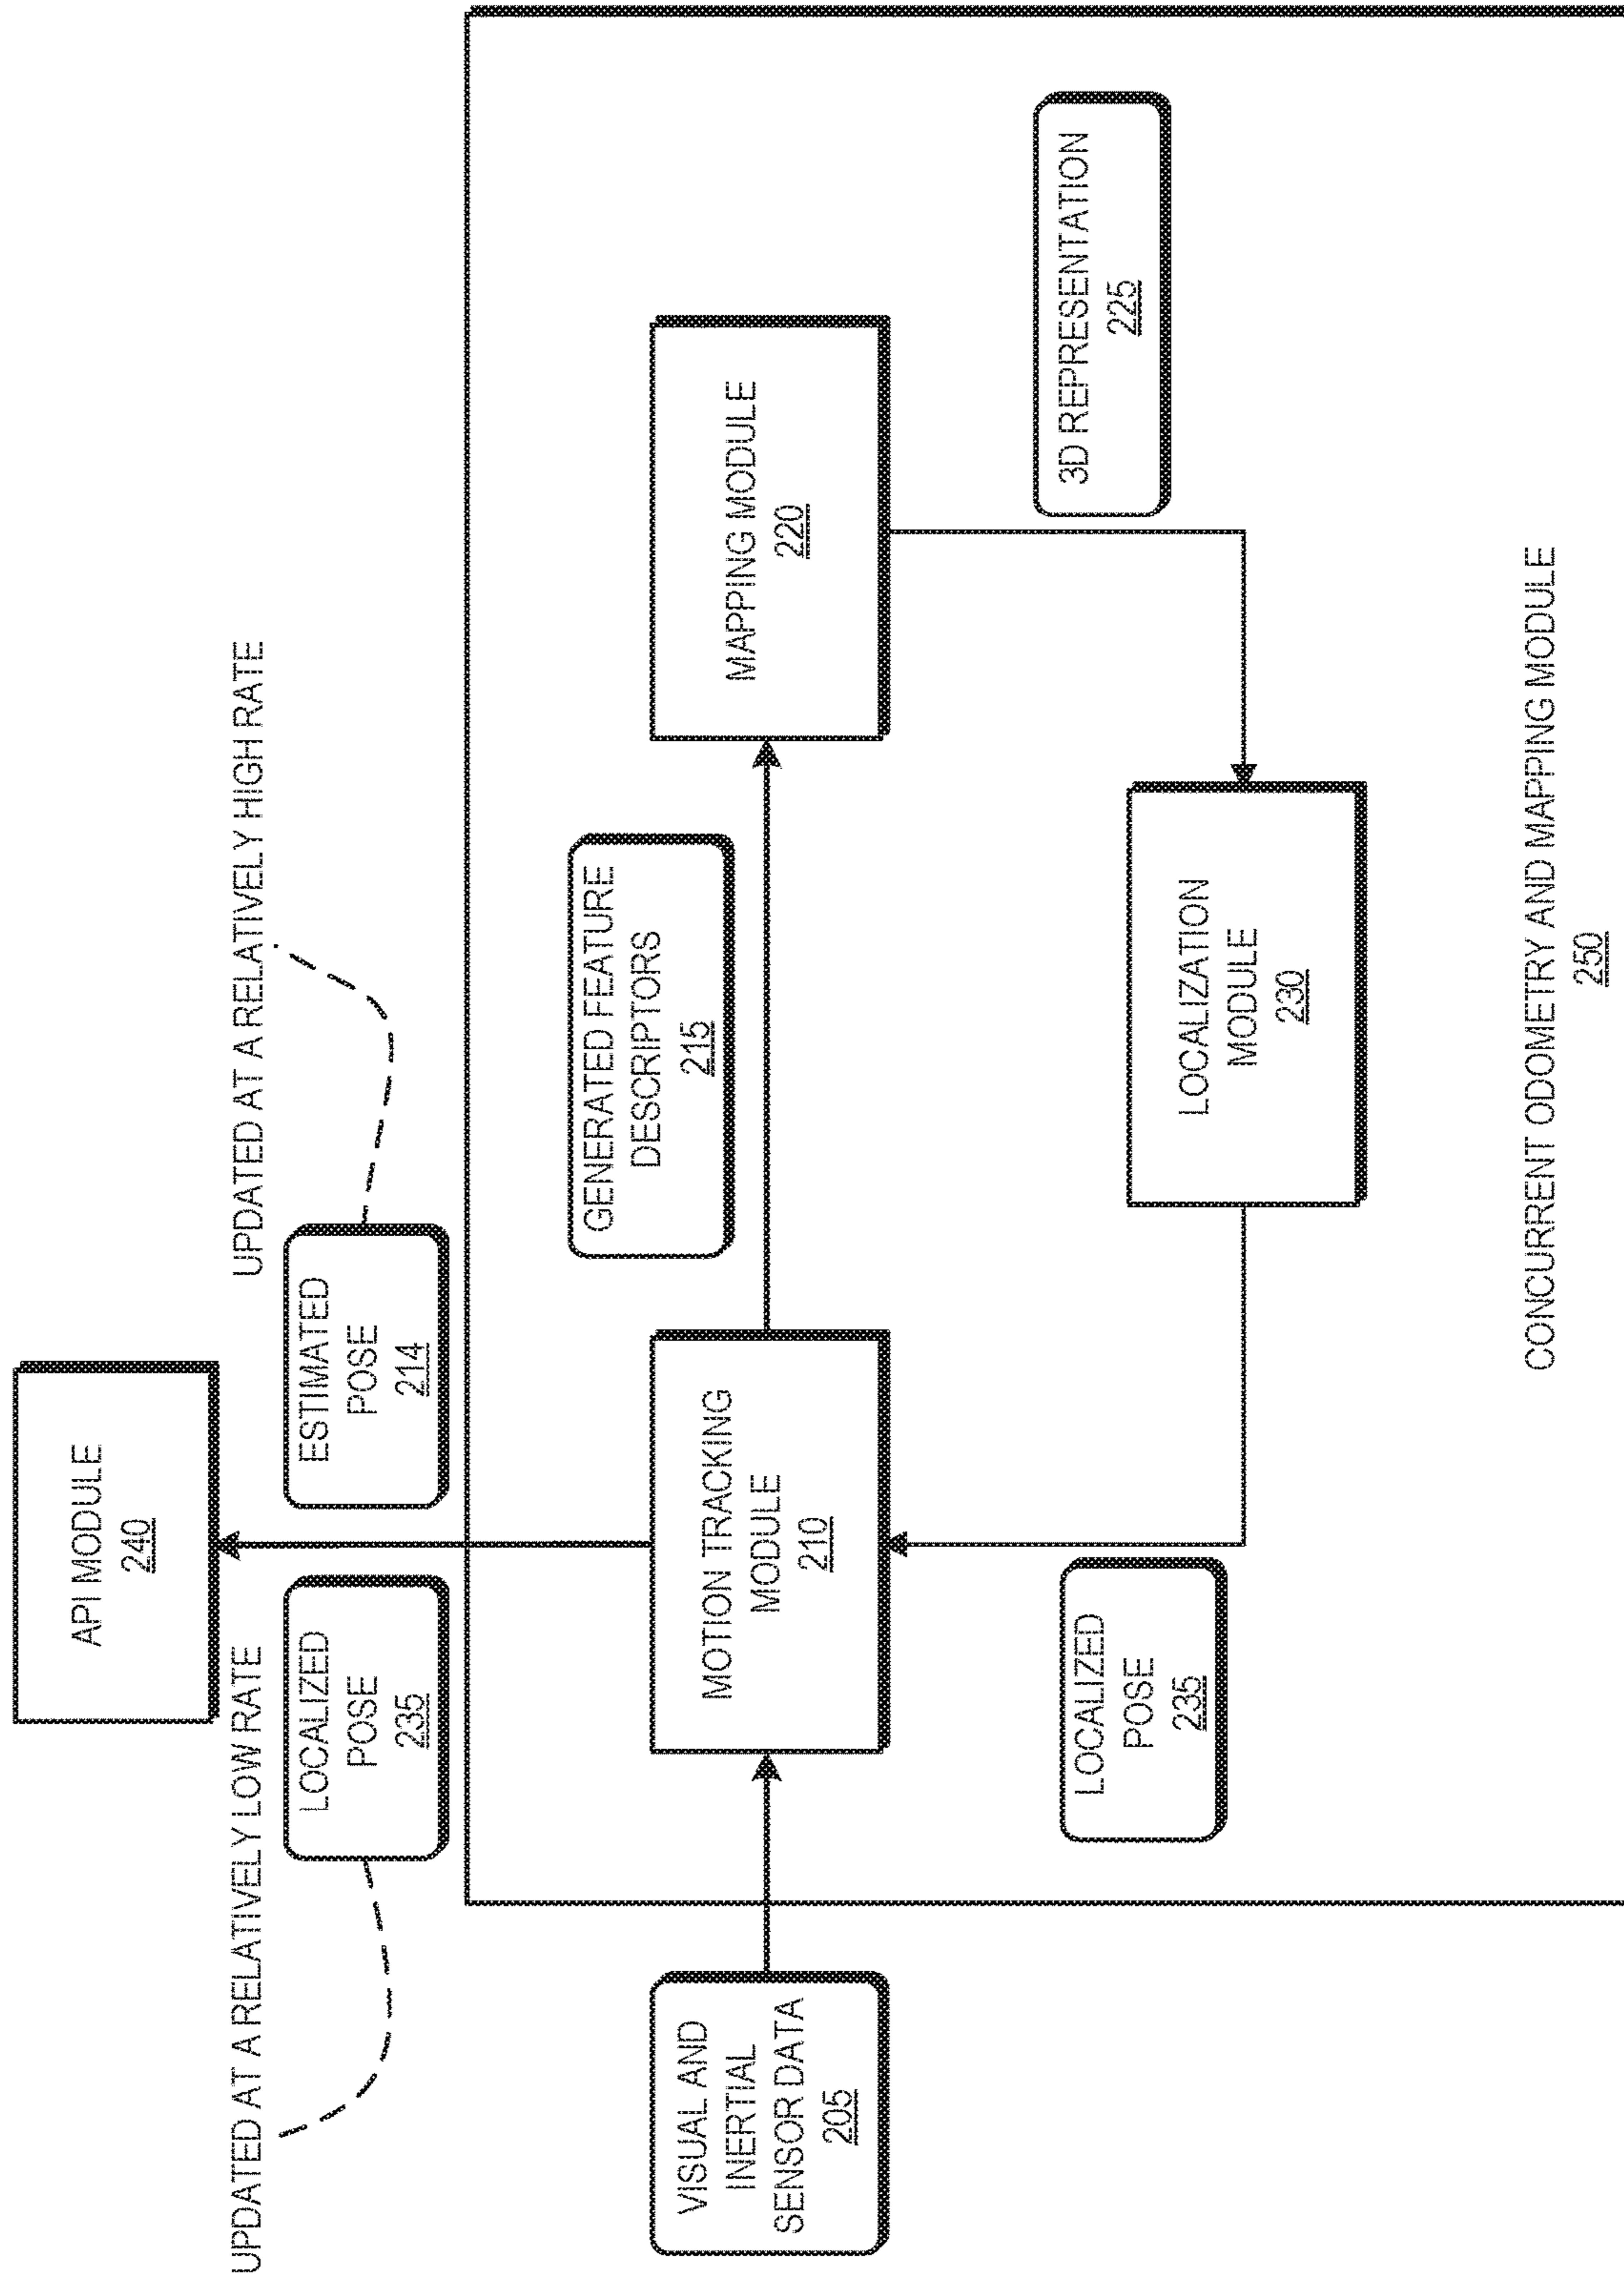 API MODULE
240
UPDATED AT A RELATIVELY LOW RATE
UPDATED AT A RELATIVELY HIGH RATE
LOCALIZED
POSE
235
ESTIMATED
POSE
214
VISUAL AND
INERTIAL
SENSOR DATA
205
MOTION TRACKING
MODULE
210
GENERATED FEATURE
DESCRIPTORS
215
MAPPING MODULE
220
LOCALIZED
POSE
235
LOCALIZATION
MODULE
230
3D REPRESENTATION
225
CONCURRENT ODOMETRY AND MAPPING MODULE
250